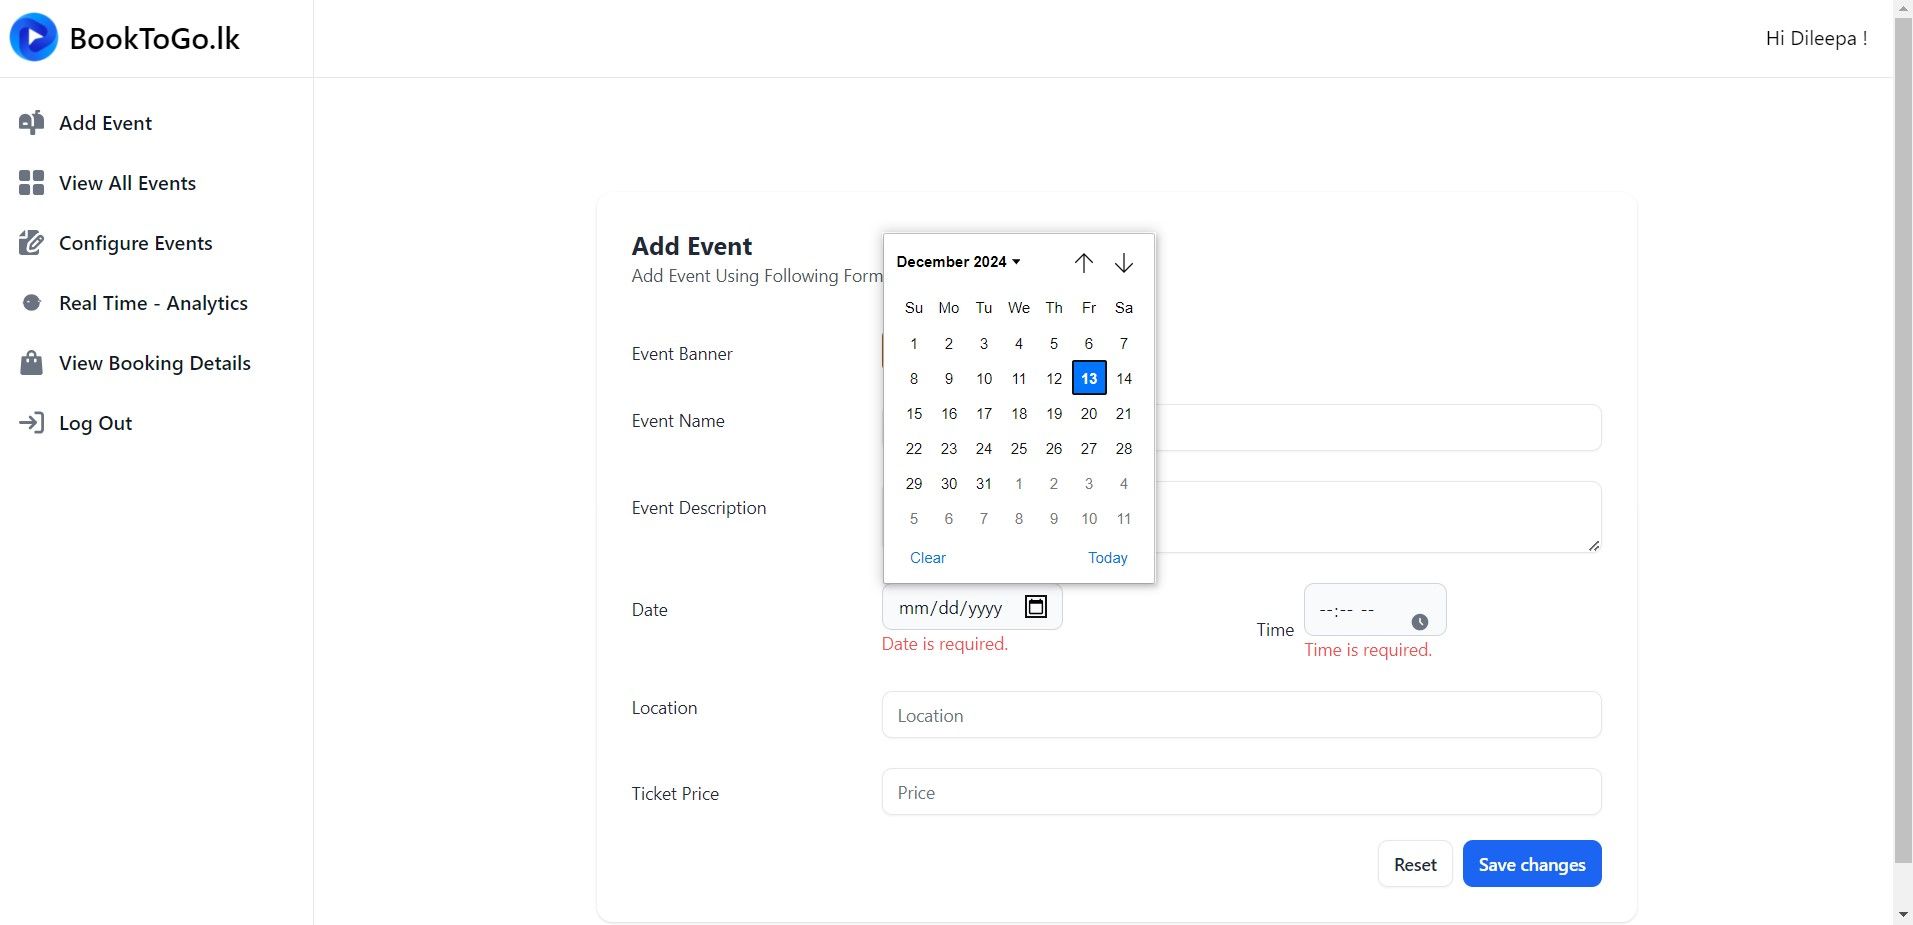 BookToGo.lk
Hi Dileepa !
Add Event
View All Events
Configure Events
Real Time - Analytics
View Booking Details
Log Out
Add Event
Add Event Using Following Form
December 2024
Su Mo Tu We Th Fr Sa
1 2 3 4 5 6 7
8 9 10 11 12 13 14
15 16 17 18 19 20 21
22 23 24 25 26 27 28
29 30 31 1 2 3 4
5 6 7 8 9 10 11
Clear Today
Event Banner
Event Name
Event Description
Date
mm/dd/yyyy
Date is required.
Time
--:-- --
Time is required.
Location
Location
Ticket Price
Price
Reset
Save changes